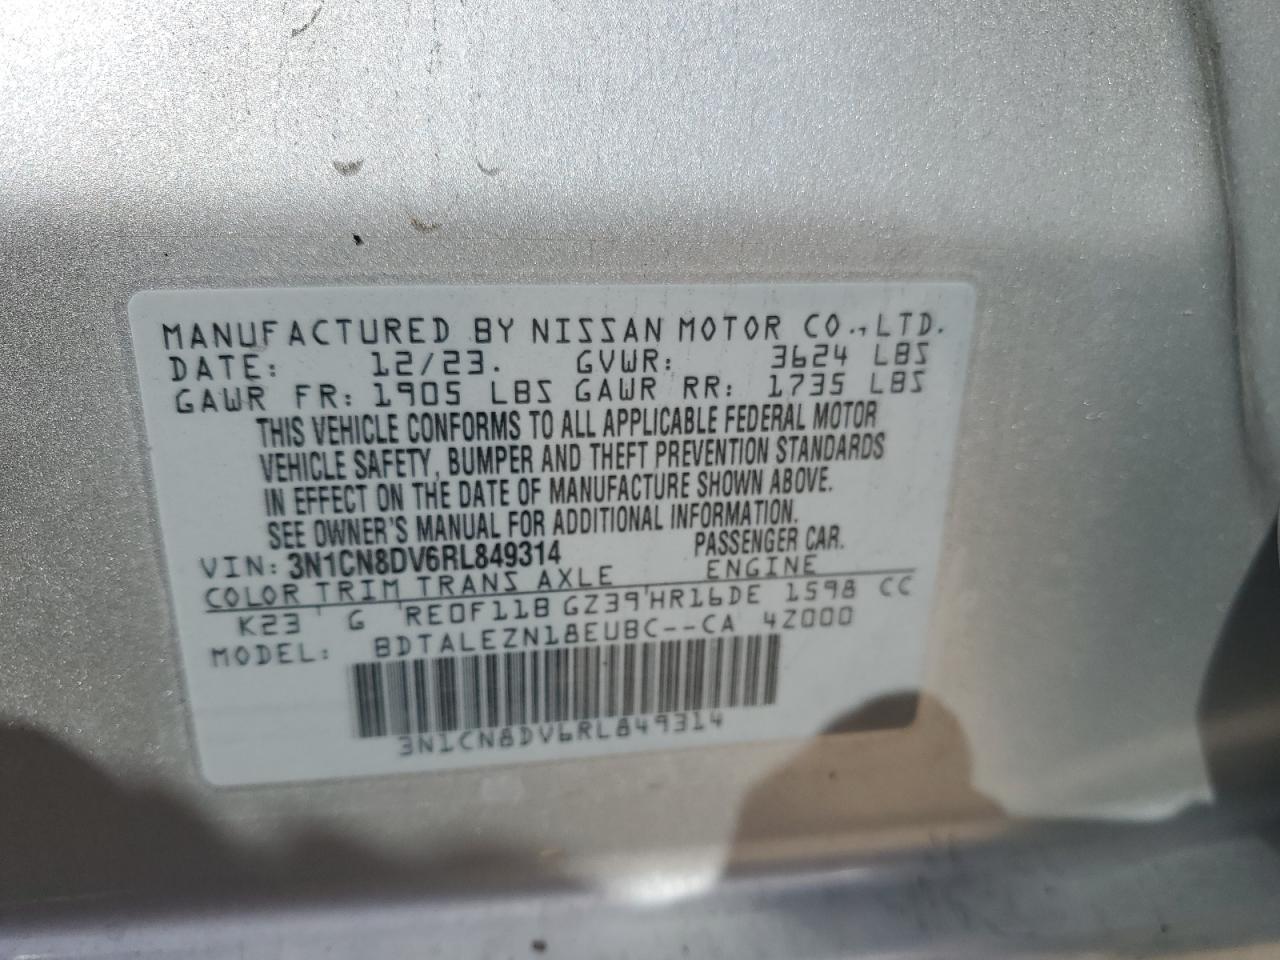 MANUFACTURED BY NISSAN MOTOR CO., LTD.
DATE: 12/23. GVWR: 3624 LBS
GAWR FR: 1905 LBS GAWR RR: 1735 LBS
THIS VEHICLE CONFORMS TO ALL APPLICABLE FEDERAL MOTOR
VEHICLE SAFETY, BUMPER AND THEFT PREVENTION STANDARDS
IN EFFECT ON THE DATE OF MANUFACTURE SHOWN ABOVE.
SEE OWNER'S MANUAL FOR ADDITIONAL INFORMATION.
VIN: 3N1CN8DV6RL849314 PASSENGER CAR.
COLOR TRIM TRANS AXLE ENGINE
K23 G RE0F11B GZ39 HR16DE 1598 CC
MODEL: BDTALEZN18EUBC--CA 4Z000
3N1CN8DV6RL849314